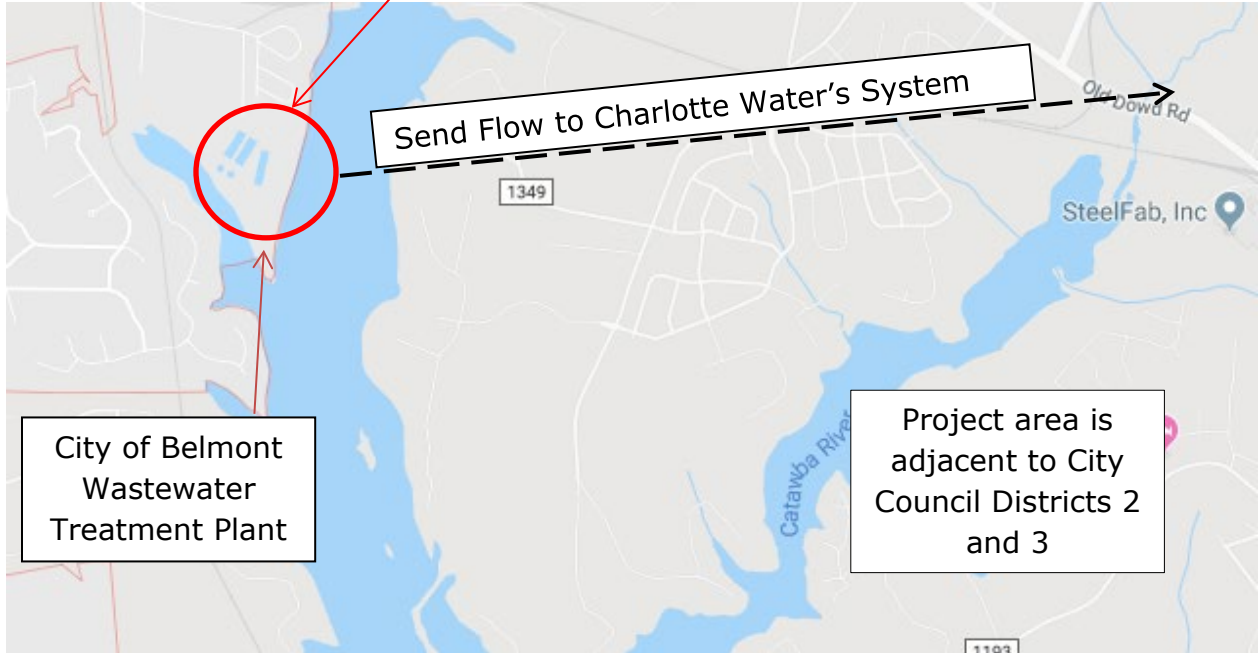 Send Flow to Charlotte Water's System
Old Dowd Rd
1349
SteelFab, Inc
City of Belmont
Wastewater
Treatment Plant
Catawba River
Project area is
adjacent to City
Council Districts 2
and 3
1193